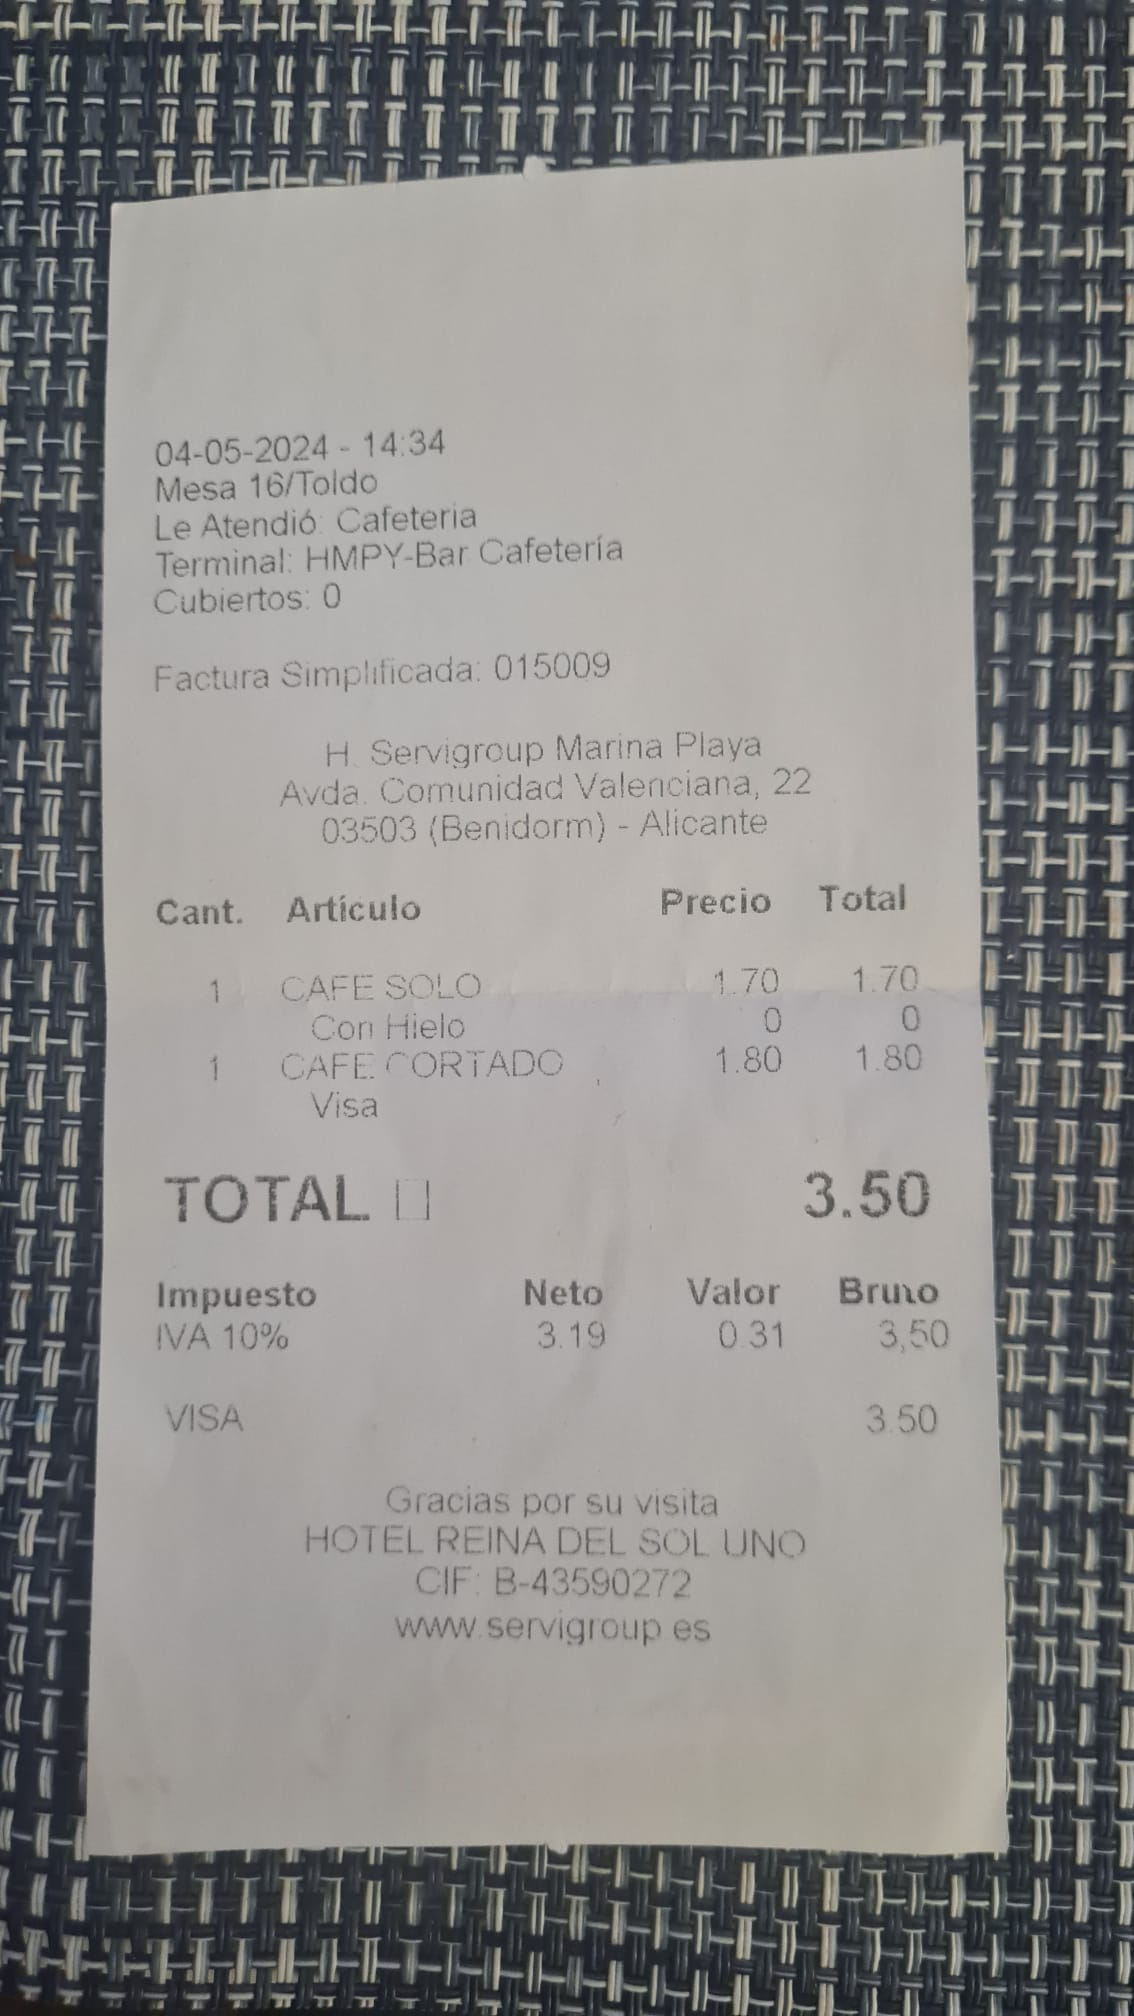 04-05-2024 - 14:34
Mesa 16/Toldo
Le Atendió: Cafeteria
Terminal: HMPY-Bar Cafetería
Cubiertos: 0
Factura Simplificada: 015009
H. Servigroup Marina Playa
Avda. Comunidad Valenciana, 22
03503 (Benidorm) - Alicante
Cant. Artículo Precio Total
1 CAFE SOLO 1.70 1.70
Con Hielo 0 0
1 CAFE CORTADO 1.80 1.80
Visa
TOTAL 3.50
Impuesto Neto Valor Bruto
IVA 10% 3.19 0.31 3,50
VISA 3.50
Gracias por su visita
HOTEL REINA DEL SOL UNO
CIF: B-43590272
www.servigroup.es